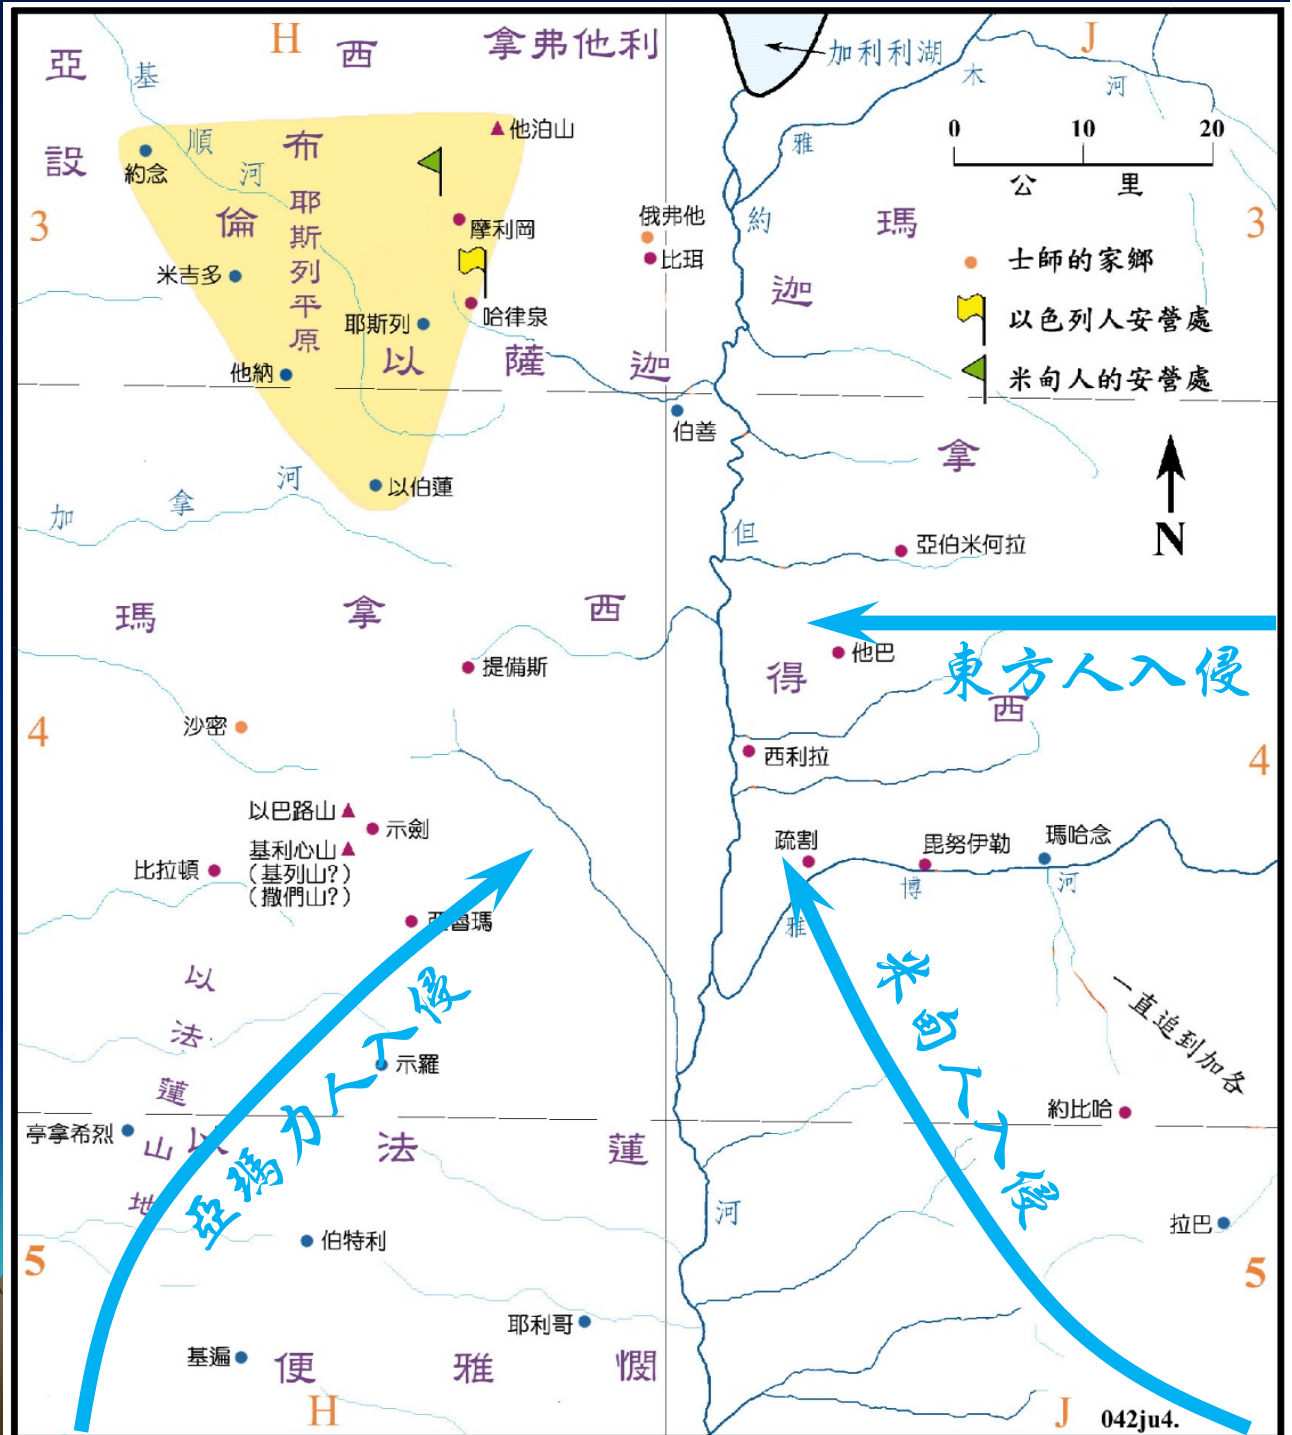 H
西
拿弗他利
J
亞
設
基
順
河
加利利湖
木
河
雅
0 10 20
公里
他泊山
約念
布
倫
耶斯列平原
3
摩利岡
俄弗他
比珥
約
瑪
3
米吉多
哈律泉
耶斯列
迦
士師的家鄉
以色列人安營處
米甸人的安營處
他納
以
薩
迦
伯善
拿
以伯蓮
加
拿
河
但
亞伯米何拉
N
瑪
拿
西
東方人入侵
提備斯
他巴
得
西
沙密
4
西利拉
4
以巴路山
示劍
基利心山
(基列山?)
(撒們山?)
比拉頓
疏割
毘努伊勒
瑪哈念
博
河
雅
亞魯瑪
亞瑪力人入侵
米甸人入侵
一直追到加各
以
法
蓮
山
地
示羅
約比哈
亭拿希烈
以
法
蓮
河
拉巴
伯特利
5
5
耶利哥
基遍
便
雅
憫
H
J
042ju4.